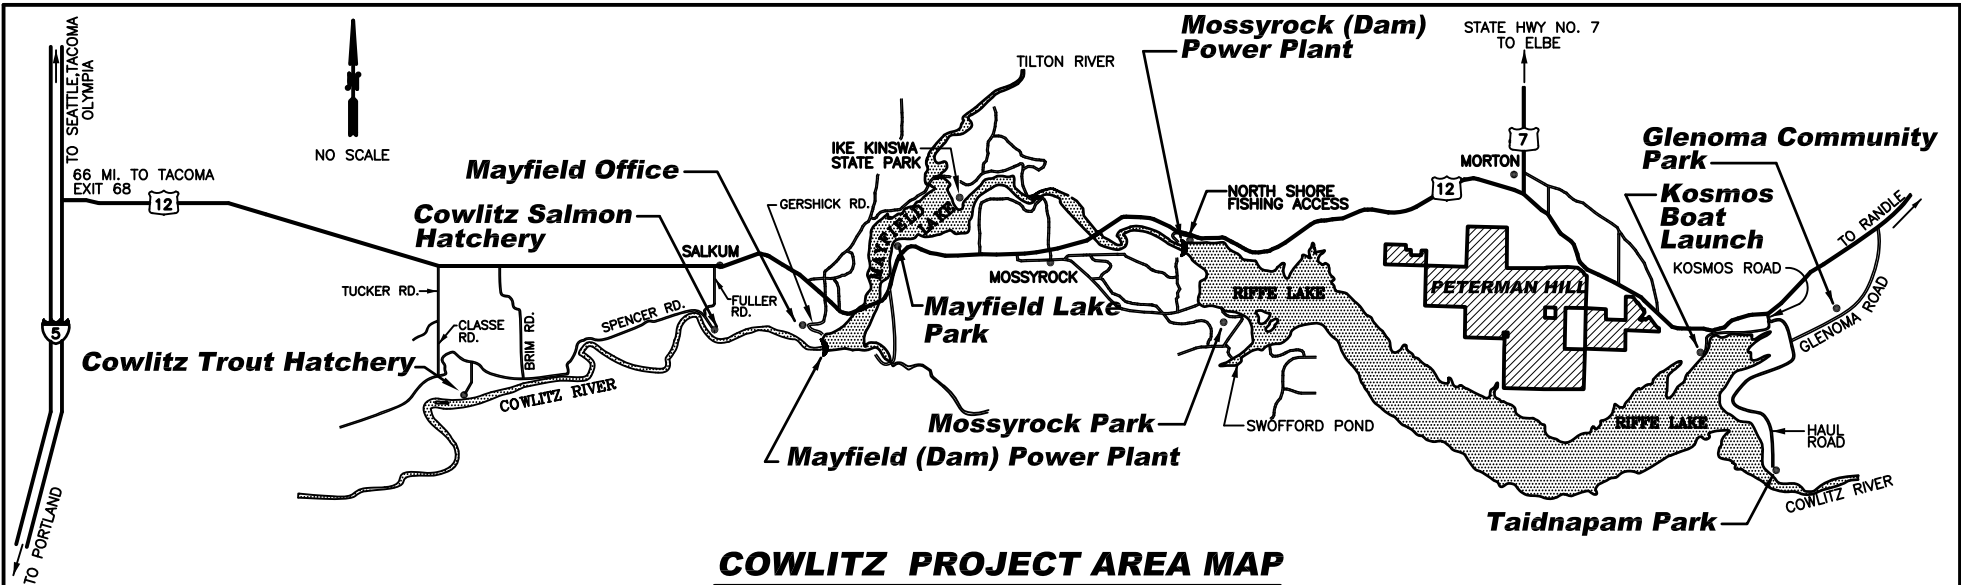 TO SEATTLE,TACOMA
OLYMPIA
NO SCALE
66 MI. TO TACOMA
EXIT 68
12
5
TO PORTLAND
TUCKER RD.
CLASSE
RD.
BRIM RD.
SPENCER RD.
FULLER
RD.
SALKUM
GERSHICK RD.
Mayfield Office
Cowlitz Salmon
Hatchery
Cowlitz Trout Hatchery
COWLITZ RIVER
IKE KINSWA
STATE PARK
TILTON RIVER
MAYFIELD
LAKE
Mayfield Lake
Park
Mayfield (Dam) Power Plant
MOSSYROCK
Mossyrock (Dam)
Power Plant
NORTH SHORE
FISHING ACCESS
RIFFE LAKE
Mossyrock Park
SWOFFORD POND
STATE HWY NO. 7
TO ELBE
7
MORTON
12
PETERMAN HILL
Glenoma Community
Park
Kosmos
Boat
Launch
KOSMOS ROAD
TO RANDLE
GLENOMA ROAD
RIFFE LAKE
HAUL
ROAD
COWLITZ RIVER
Taidnapam Park
COWLITZ PROJECT AREA MAP